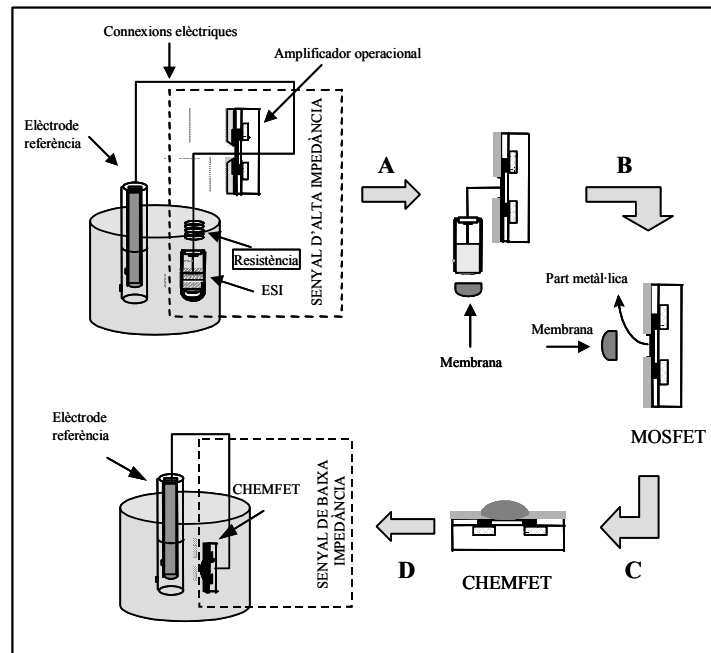 Connexions elèctriques
Amplificador operacional
Elèctrode
referència
SENYAL D'ALTA IMPEDÀNCIA
Resistència
ESI
A
B
Membrana
Part metàl·lica
Membrana
MOSFET
Elèctrode
referència
CHEMFET
SENYAL DE BAIXA
IMPEDÀNCIA
D
CHEMFET
C